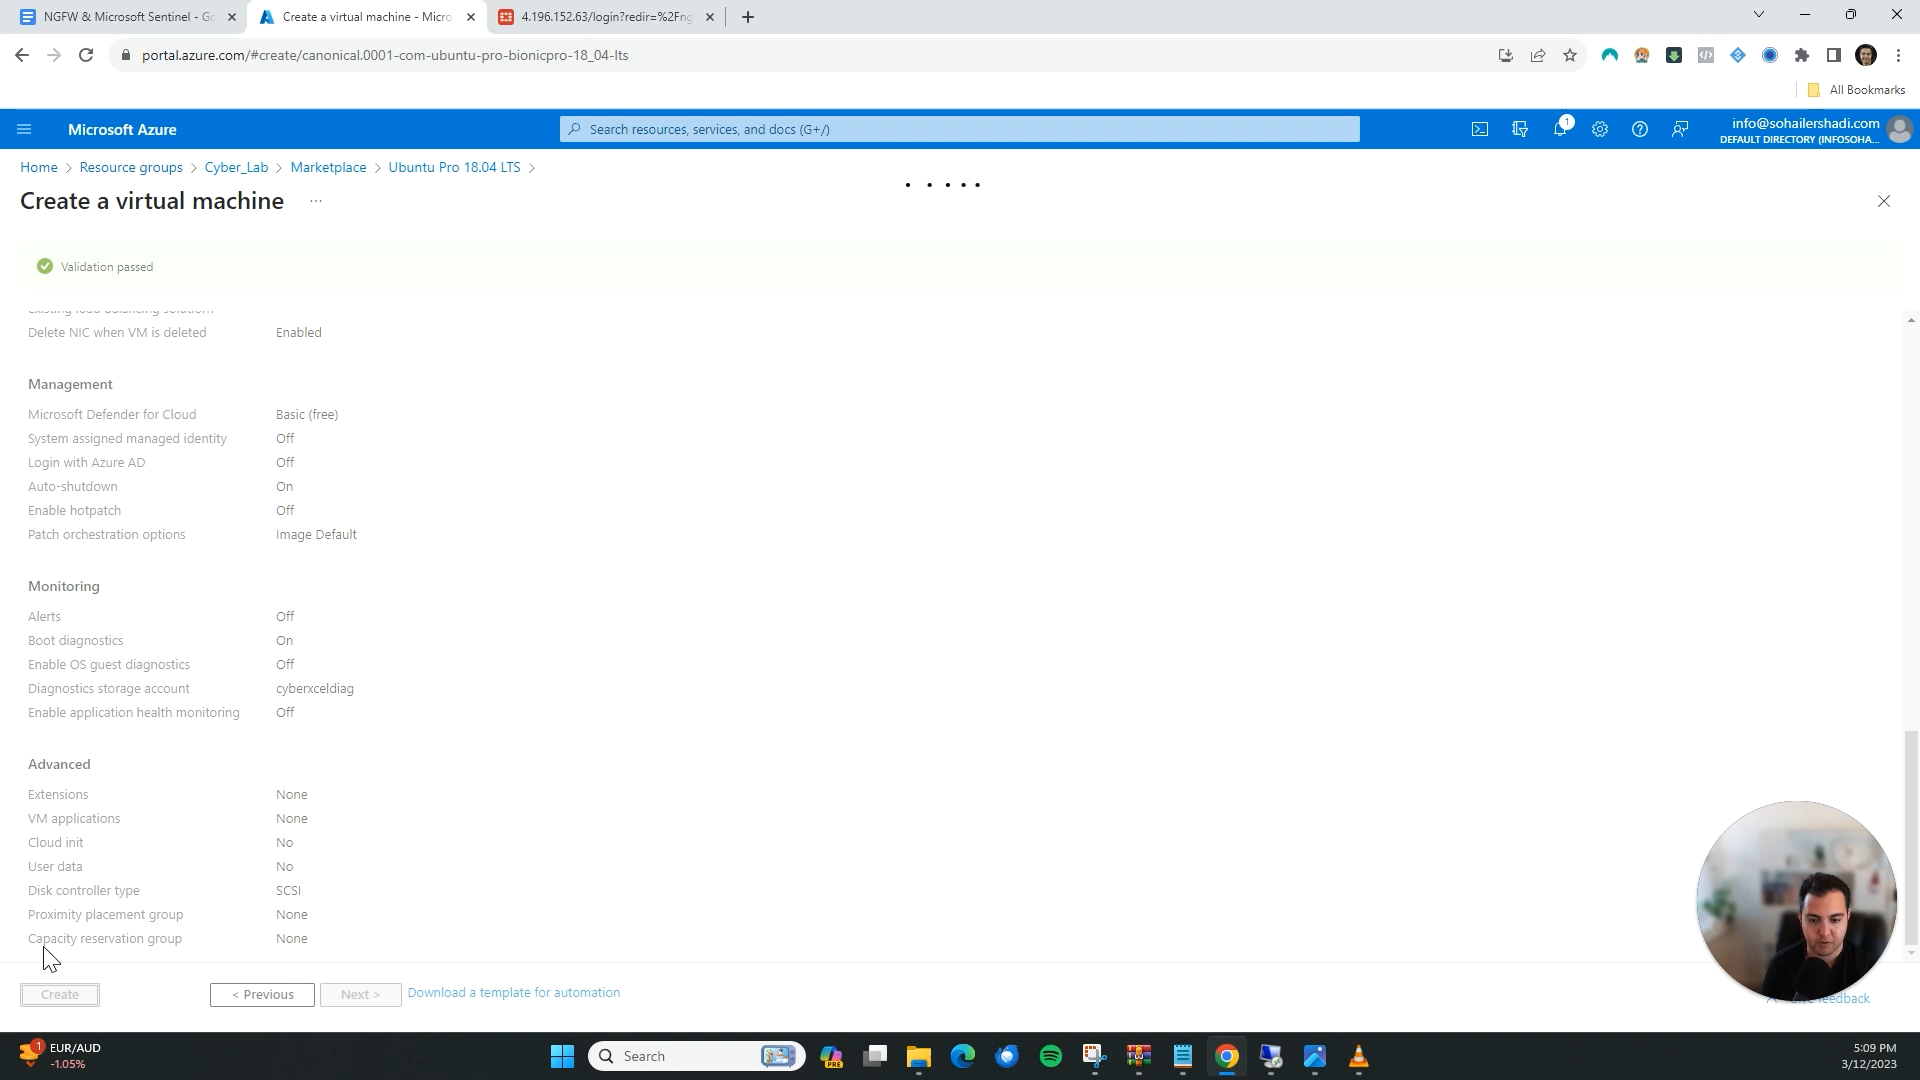 NGFW & Microsoft Sentinel - Go
Create a virtual machine - Micro
4.196.152.63/login?redir=%2Fng
portal.azure.com/#create/canonical.0001-com-ubuntu-pro-bionicpro-18_04-lts
All Bookmarks
Microsoft Azure
Search resources, services, and docs (G+/)
1
info@sohailershadi.com
DEFAULT DIRECTORY (INFOSOHA...
Home > Resource groups > Cyber_Lab > Marketplace > Ubuntu Pro 18.04 LTS >
Create a virtual machine ...
Validation passed
existing load balancing solution?
Delete NIC when VM is deleted Enabled
Management
Microsoft Defender for Cloud Basic (free)
System assigned managed identity Off
Login with Azure AD Off
Auto-shutdown On
Enable hotpatch Off
Patch orchestration options Image Default
Monitoring
Alerts Off
Boot diagnostics On
Enable OS guest diagnostics Off
Diagnostics storage account cyberxceldiag
Enable application health monitoring Off
Advanced
Extensions None
VM applications None
Cloud init No
User data No
Disk controller type SCSI
Proximity placement group None
Capacity reservation group None
Create
< Previous
Next >
Download a template for automation
feedback
1
EUR/AUD
-1.05%
Search
PRE
5:09 PM
3/12/2023